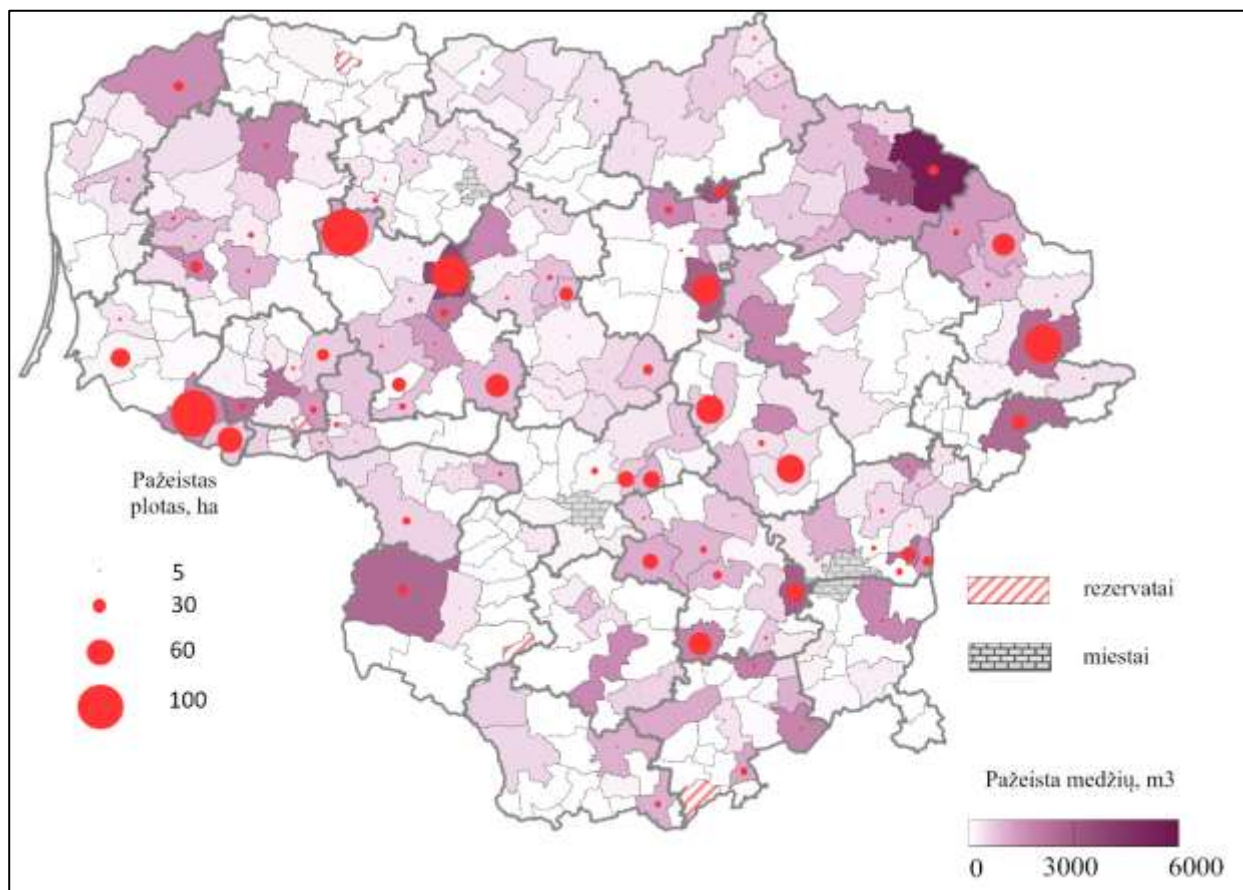 Pažeistas
plotas, ha
5
30
60
100
rezervatai
miestai
Pažeista medžių, m3
0 3000 6000